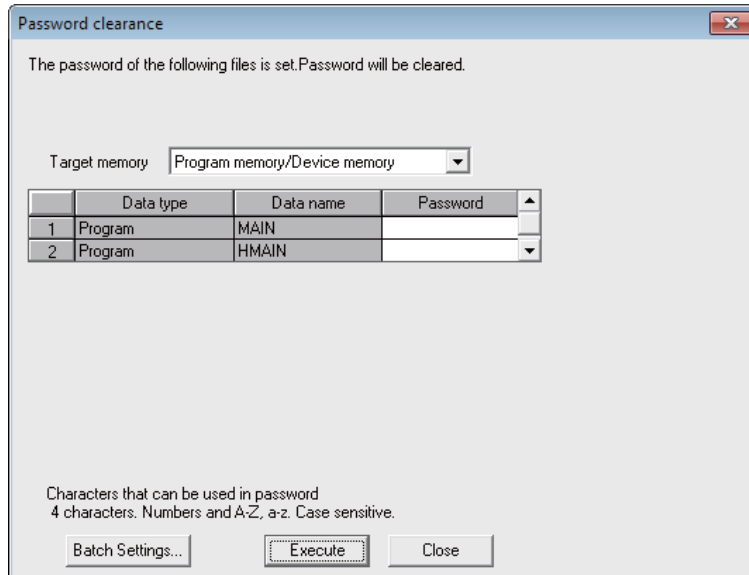 Password clearance
The password of the following files is set.Password will be cleared.
Target memory Program memory/Device memory
Data type Data name Password
1 Program MAIN
2 Program HMAIN
Characters that can be used in password
4 characters. Numbers and A-Z, a-z. Case sensitive.
Batch Settings... Execute Close